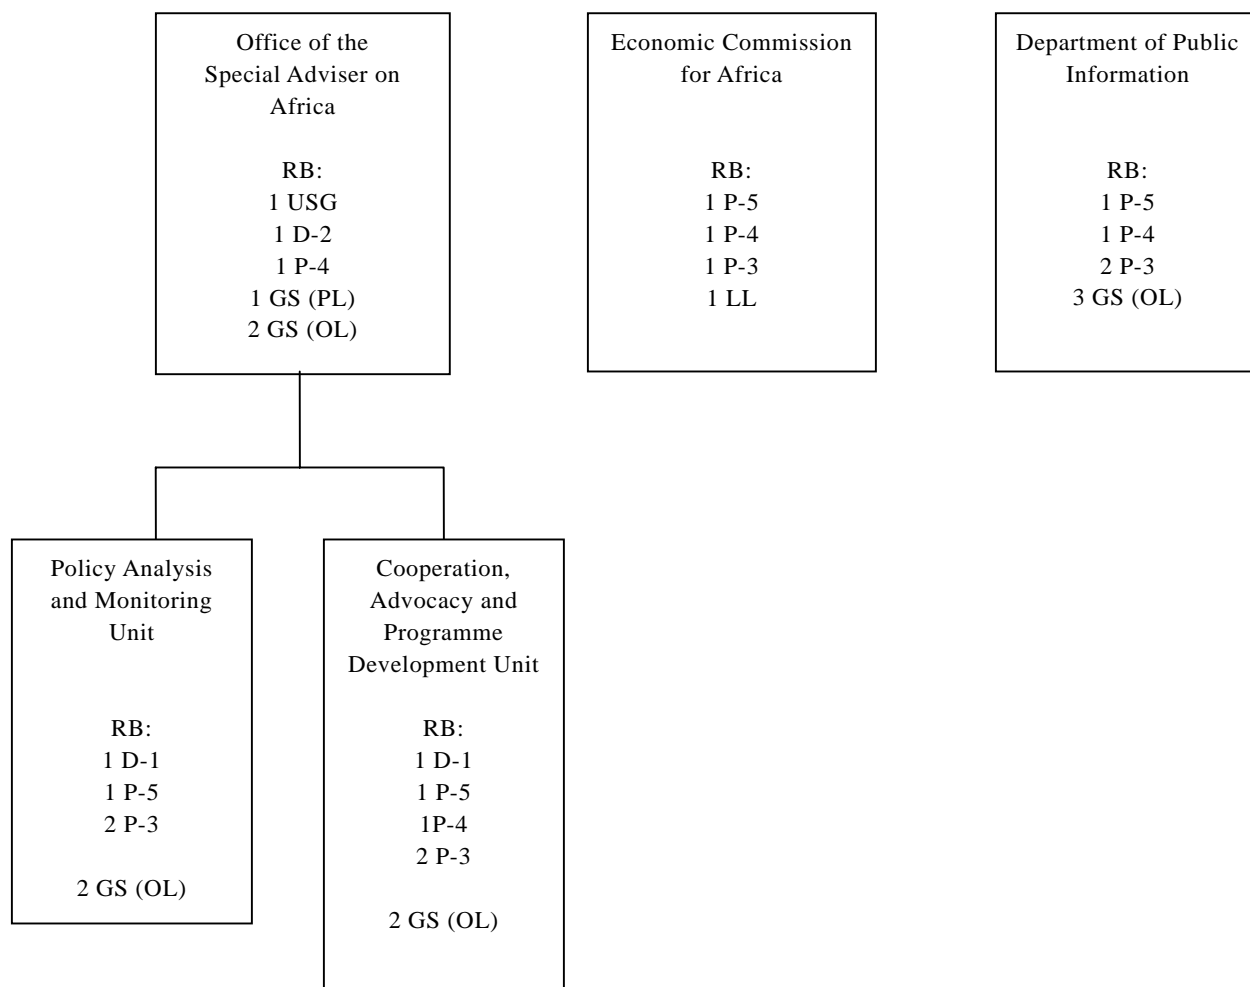 Office of the
Special Adviser on
Africa
RB:
1 USG
1 D-2
1 P-4
1 GS (PL)
2 GS (OL)
Economic Commission
for Africa
RB:
1 P-5
1 P-4
1 P-3
1 LL
Department of Public
Information
RB:
1 P-5
1 P-4
2 P-3
3 GS (OL)
Policy Analysis
and Monitoring
Unit
RB:
1 D-1
1 P-5
2 P-3
2 GS (OL)
Cooperation,
Advocacy and
Programme
Development Unit
RB:
1 D-1
1 P-5
1P-4
2 P-3
2 GS (OL)